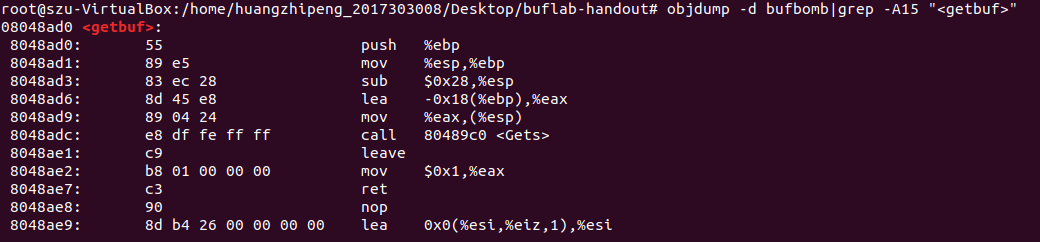 root@szu-VirtualBox:/home/huangzhipeng_2017303008/Desktop/buflab-handout# objdump -d bufbomb|grep -A15 "<getbuf>"
08048ad0 <getbuf>:
 8048ad0:	55	push   %ebp
 8048ad1:	89 e5	mov    %esp,%ebp
 8048ad3:	83 ec 28	sub    $0x28,%esp
 8048ad6:	8d 45 e8	lea    -0x18(%ebp),%eax
 8048ad9:	89 04 24	mov    %eax,(%esp)
 8048adc:	e8 df fe ff ff	call   80489c0 <Gets>
 8048ae1:	c9	leave
 8048ae2:	b8 01 00 00 00	mov    $0x1,%eax
 8048ae7:	c3	ret
 8048ae8:	90	nop
 8048ae9:	8d b4 26 00 00 00 00	lea    0x0(%esi,%eiz,1),%esi